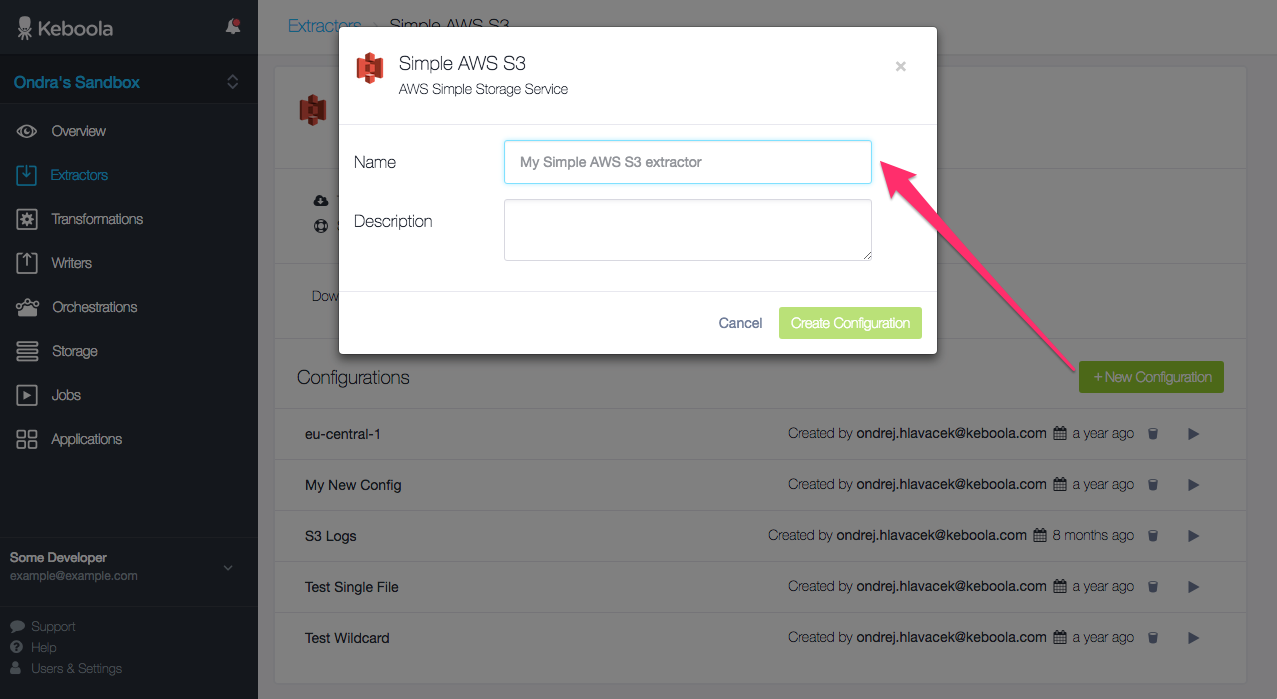 Keboola
Ondra's Sandbox
Overview
Extractors
Transformations
Writers
Orchestrations
Storage
Jobs
Applications
Some Developer
example@example.com
Support
Help
Users & Settings
Extractors > Simple AWS S3
Simple AWS S3
AWS Simple Storage Service
×
Name
My Simple AWS S3 extractor
Description
Cancel
Create Configuration
Configurations
+ New Configuration
eu-central-1 Created by ondrej.hlavacek@keboola.com a year ago
My New Config Created by ondrej.hlavacek@keboola.com a year ago
S3 Logs Created by ondrej.hlavacek@keboola.com 8 months ago
Test Single File Created by ondrej.hlavacek@keboola.com a year ago
Test Wildcard Created by ondrej.hlavacek@keboola.com a year ago